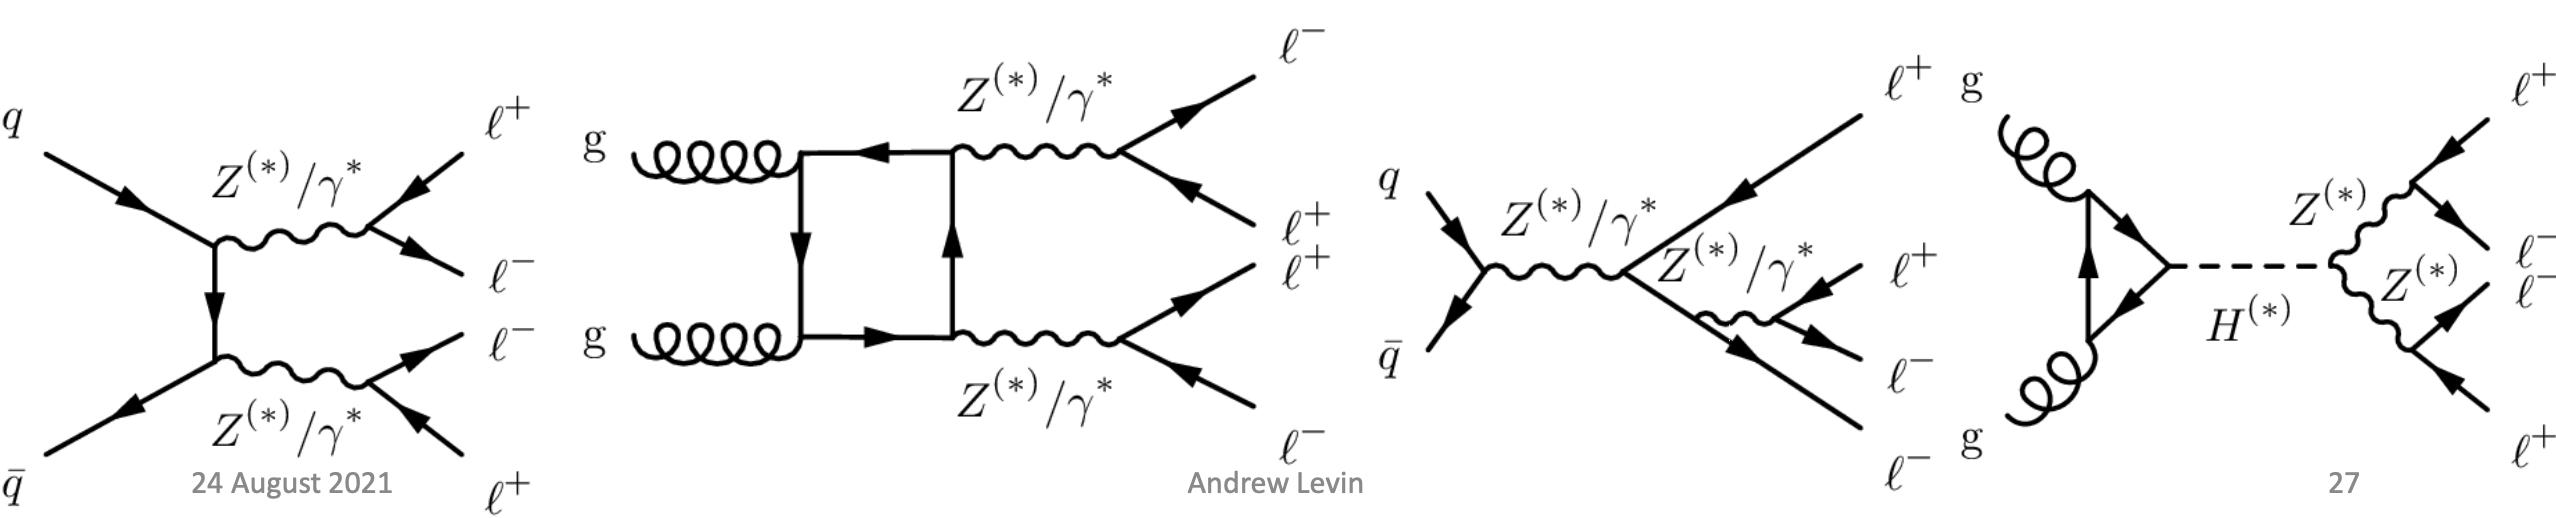 q
Z^{(*)}/γ^*
ℓ^+
ℓ^−
ℓ^−
Z^{(*)}/γ^*
q̄
ℓ^+
g
Z^{(*)}/γ^*
ℓ^−
ℓ^+
ℓ^+
g
Z^{(*)}/γ^*
ℓ^−
q
Z^{(*)}/γ^*
ℓ^+
Z^{(*)}/γ^*
ℓ^+
q̄
ℓ^−
ℓ^−
g
ℓ^+
Z^{(*)}
ℓ^−
Z^{(*)}
ℓ^−
H^{(*)}
g
ℓ^+
24 August 2021
Andrew Levin
27